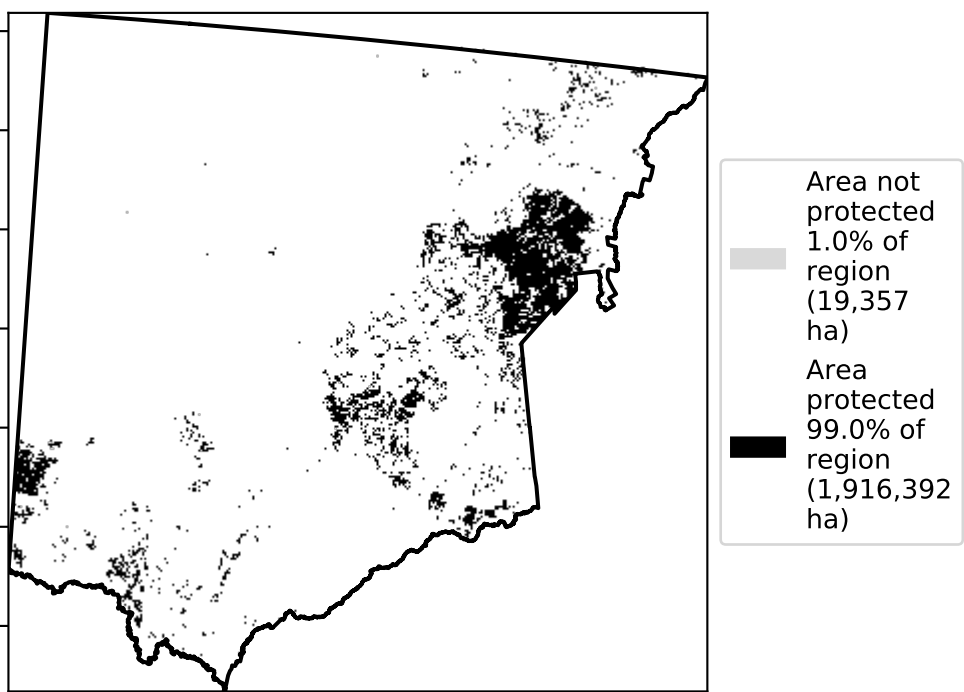 Area not
protected
1.0% of
region
(19,357
ha)
Area
protected
99.0% of
region
(1,916,392
ha)